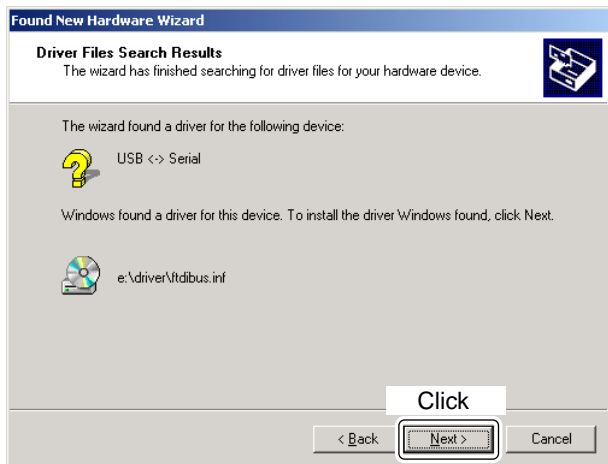 Found New Hardware Wizard
Driver Files Search Results
The wizard has finished searching for driver files for your hardware device.
The wizard found a driver for the following device:
USB <-> Serial
Windows found a driver for this device. To install the driver Windows found, click Next.
e:\driver\ftdibus.inf
Click
< Back
Next >
Cancel